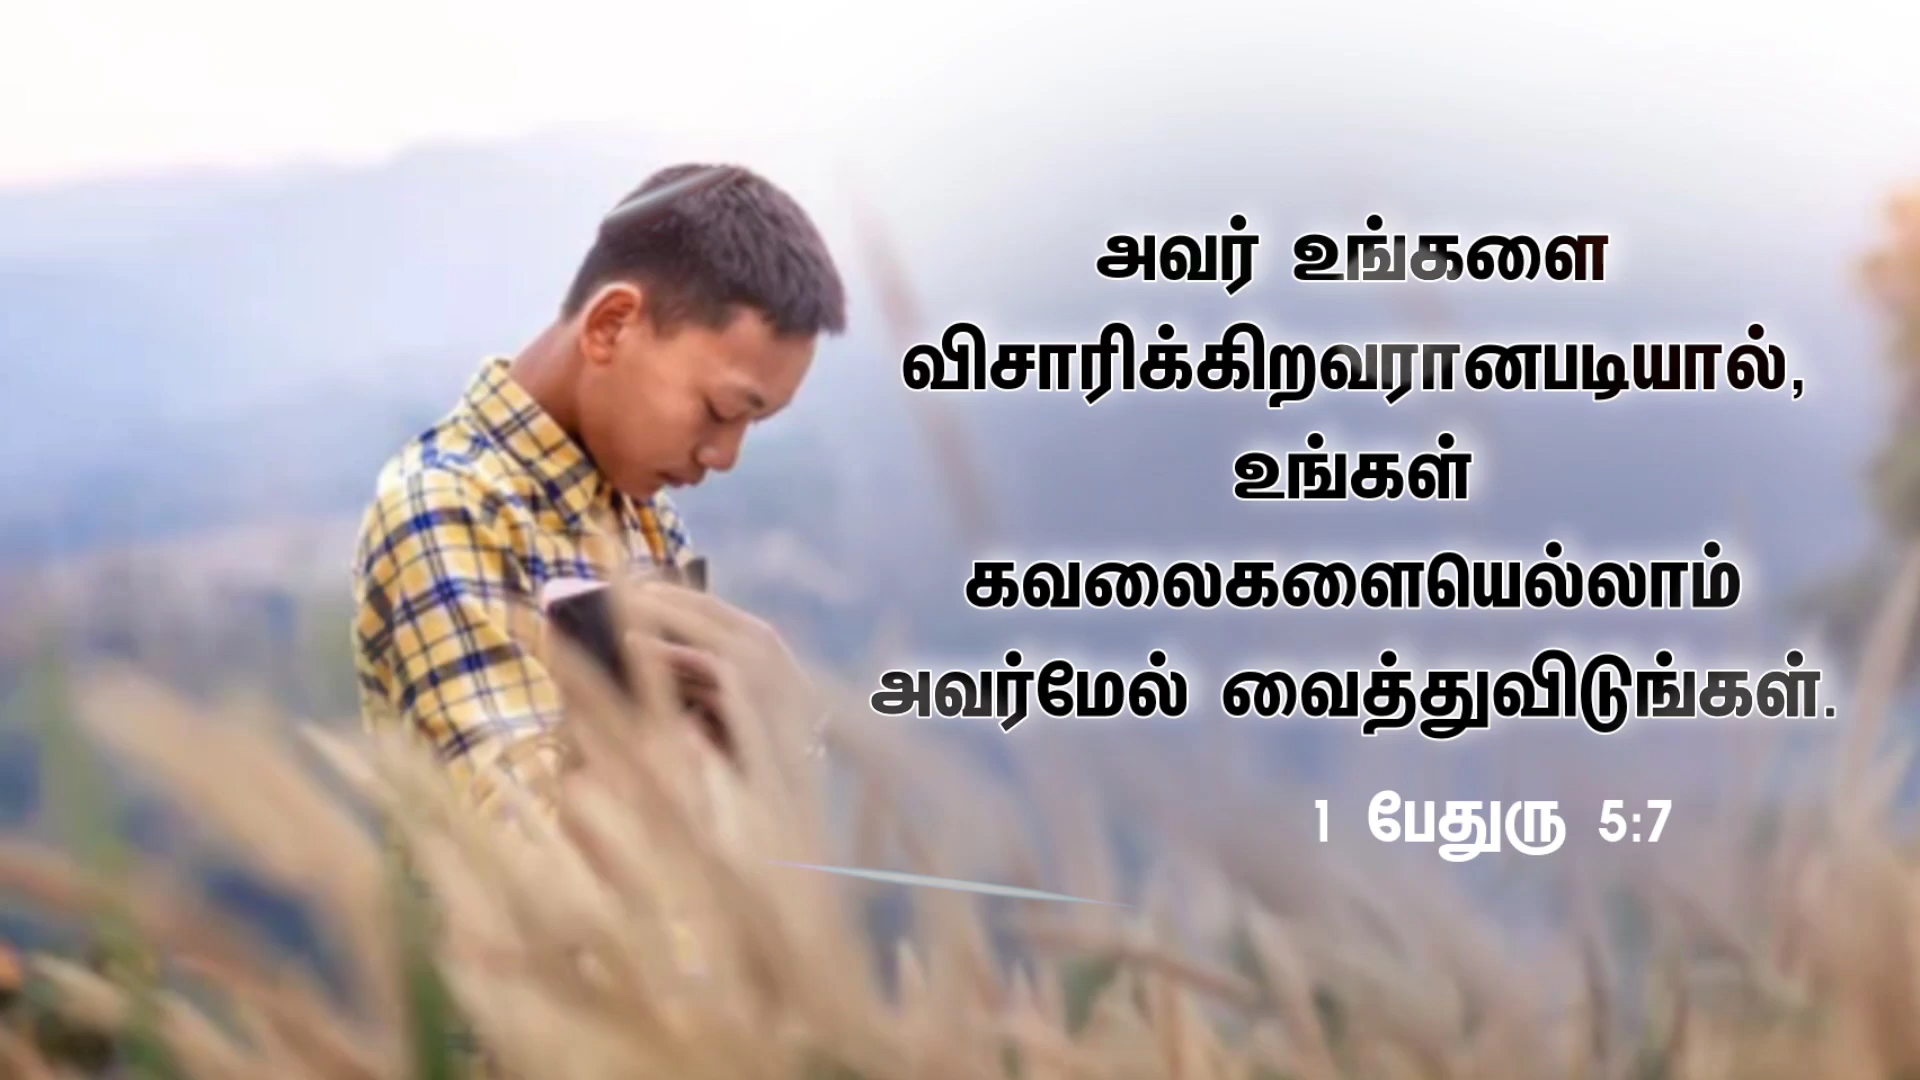 அவர் உங்களை
விசாரிக்கிறவரானபடியால்,
உங்கள்
கவலைகளையெல்லாம்
அவர்மேல் வைத்துவிடுங்கள்.
1 பேதுரு 5:7